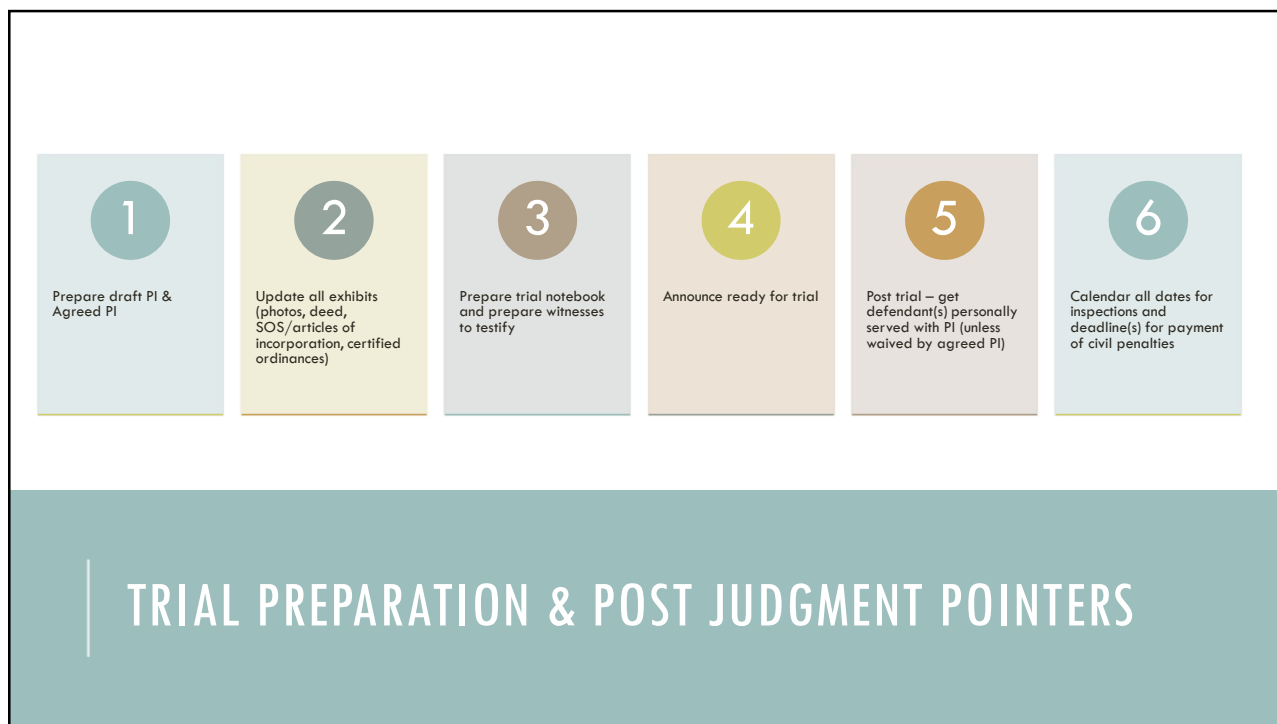 1
Prepare draft PI &
Agreed PI
2
Update all exhibits
(photos, deed,
SOS/articles of
incorporation, certified
ordinances)
3
Prepare trial notebook
and prepare witnesses
to testify
4
Announce ready for trial
5
Post trial – get
defendant(s) personally
served with PI (unless
waived by agreed PI)
6
Calendar all dates for
inspections and
deadline(s) for payment
of civil penalties
TRIAL PREPARATION & POST JUDGMENT POINTERS